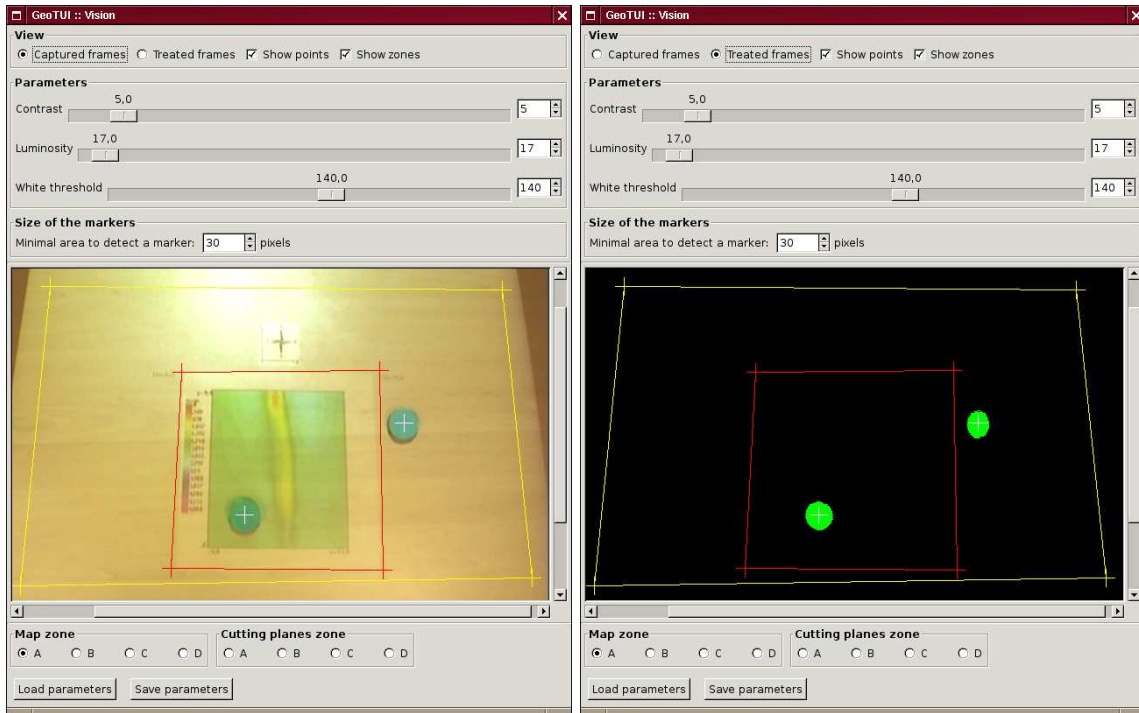 GeoTUI :: Vision
View
Captured frames Treated frames Show points Show zones
Parameters
5,0
Contrast 5
17,0
Luminosity 17
140,0
White threshold 140
Size of the markers
Minimal area to detect a marker: 30 pixels
Map zone Cutting planes zone
A B C D A B C D
Load parameters Save parameters
GeoTUI :: Vision
View
Captured frames Treated frames Show points Show zones
Parameters
5,0
Contrast 5
17,0
Luminosity 17
140,0
White threshold 140
Size of the markers
Minimal area to detect a marker: 30 pixels
Map zone Cutting planes zone
A B C D A B C D
Load parameters Save parameters